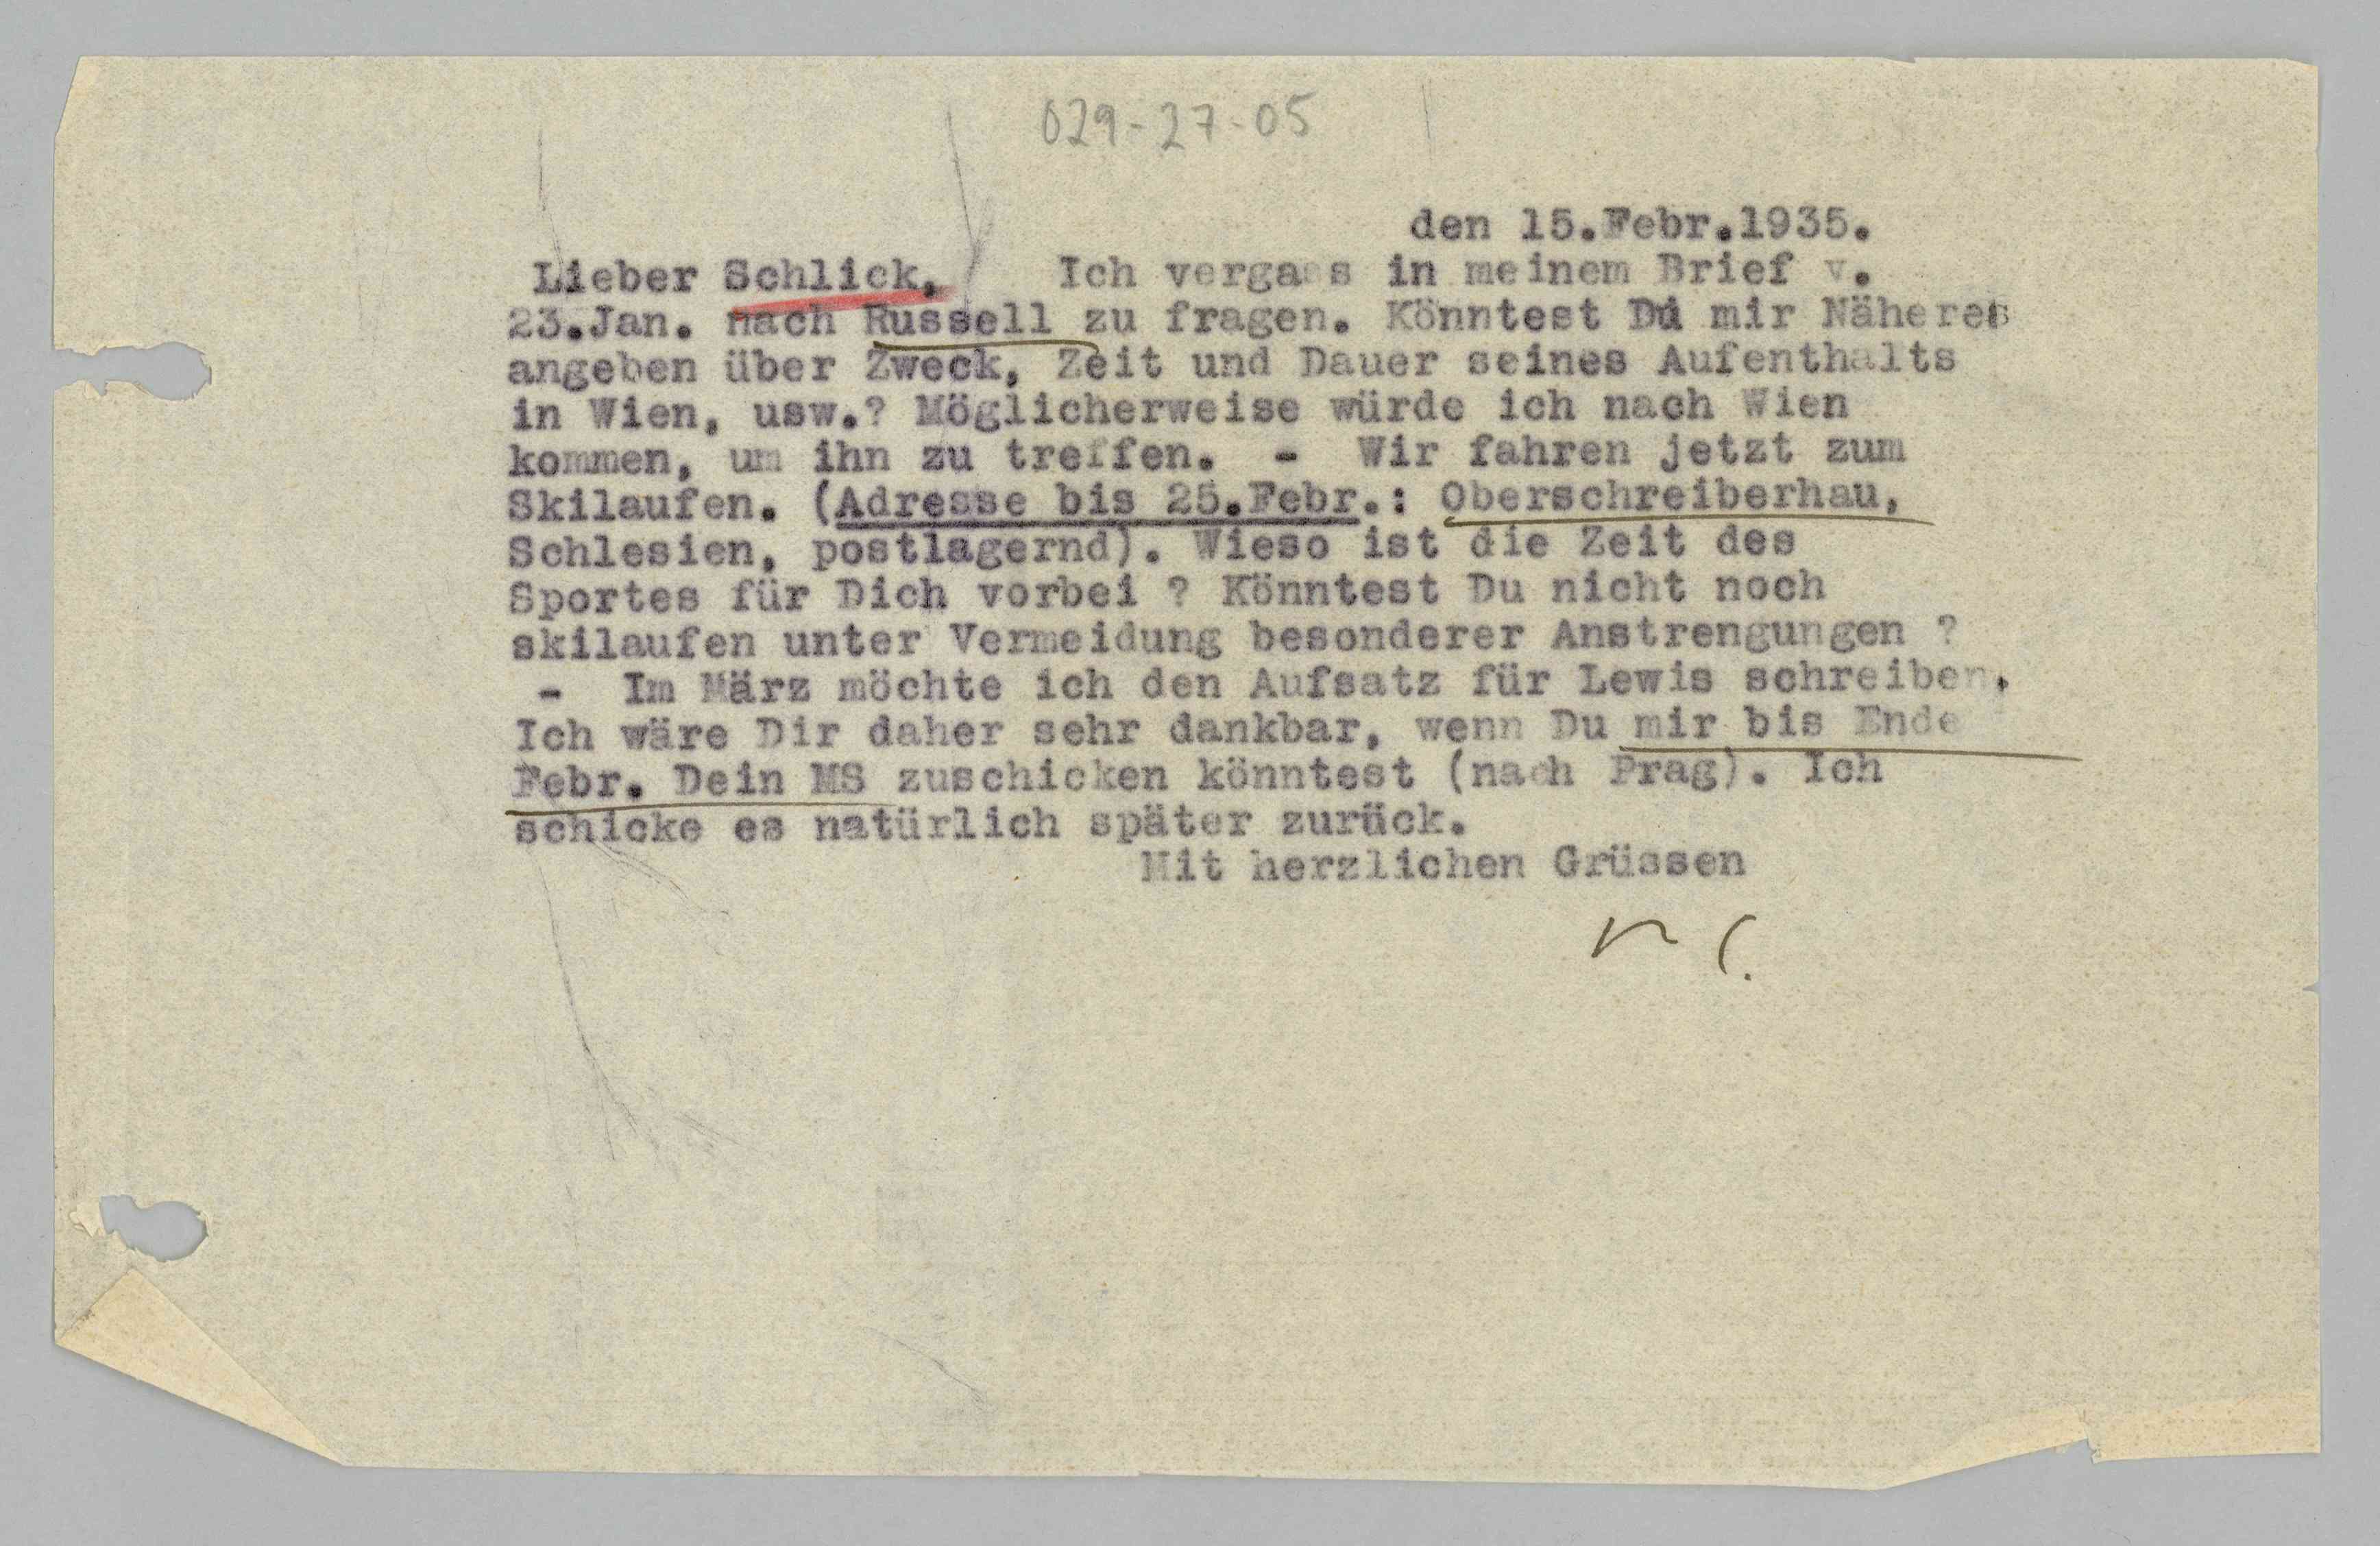 029-27-05
den 15.Febr.1935.
Lieber Schlick, Ich vergass in meinem Brief v.
23.Jan. nach Russell zu fragen. Könntest Du mir Näheres
angeben über Zweck, Zeit und Dauer seines Aufenthalts
in Wien, usw.? Möglicherweise würde ich nach Wien
kommen, um ihn zu treffen. - Wir fahren jetzt zum
Skilaufen. (Adresse bis 25.Febr.: Oberschreiberhau,
Schlesien, postlagernd). Wieso ist die Zeit des
Sportes für Dich vorbei ? Könntest Du nicht noch
skilaufen unter Vermeidung besonderer Anstrengungen ?
- Im März möchte ich den Aufsatz für Lewis schreiben.
Ich wäre Dir daher sehr dankbar, wenn Du mir bis Ende
Febr. Dein MS zuschicken könntest (nach Prag). Ich
schicke es natürlich später zurück.
Mit herzlichen Grüssen